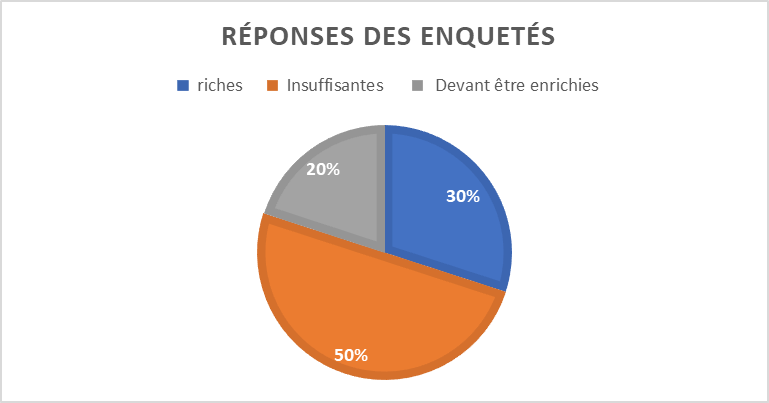 RÉPONSES DES ENQUETÉS
riches Insuffisantes Devant être enrichies
20%
30%
50%